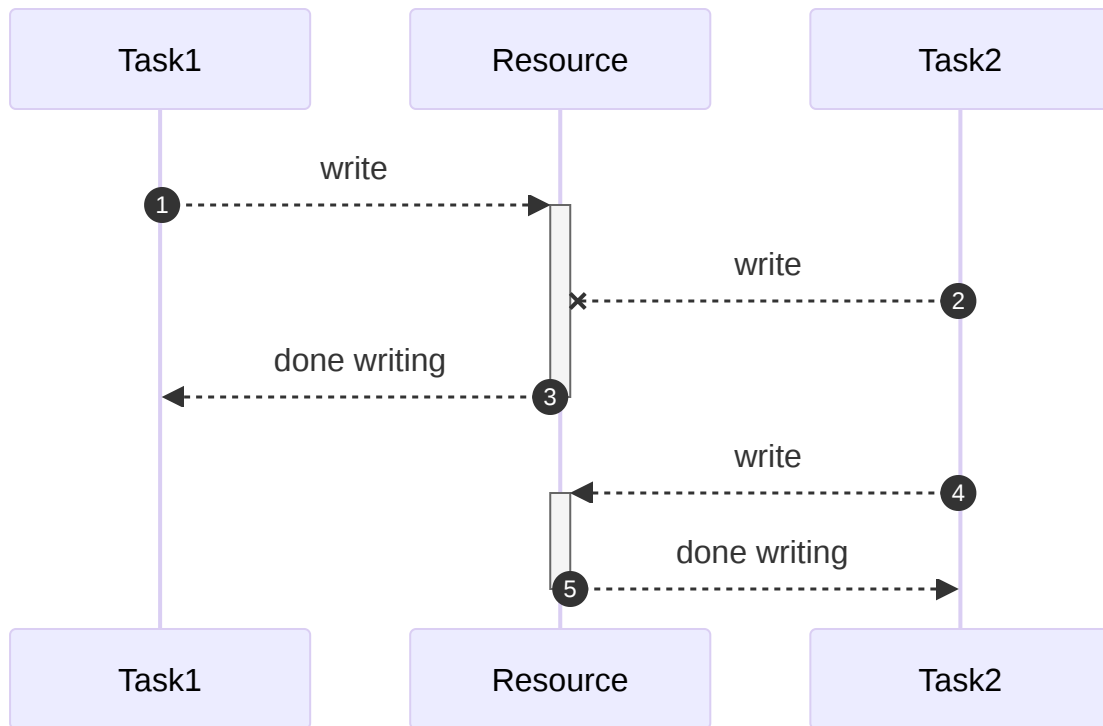 Task1
Resource
Task2
write
1
write
2
done writing
3
write
4
done writing
5
Task1
Resource
Task2